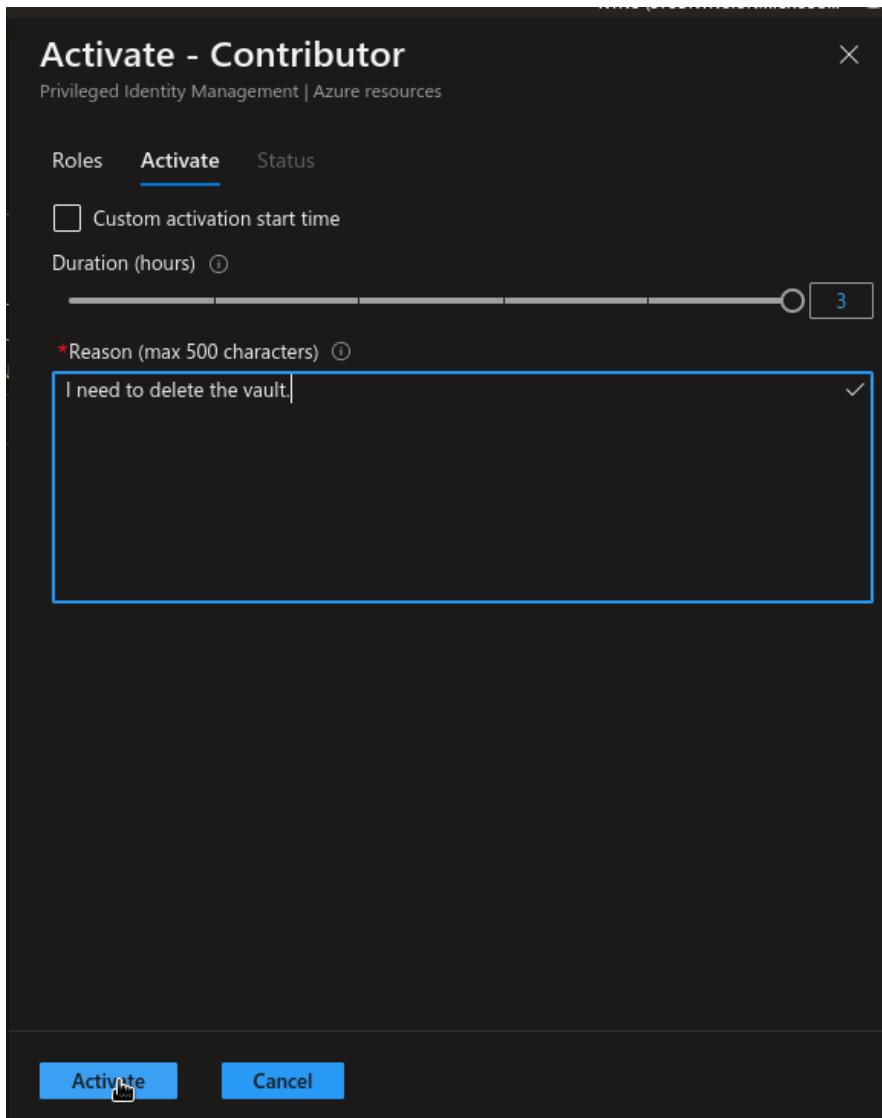 Activate - Contributor
Privileged Identity Management | Azure resources
Roles Activate Status
Custom activation start time
Duration (hours)
3
*Reason (max 500 characters)
I need to delete the vault.
Activate Cancel